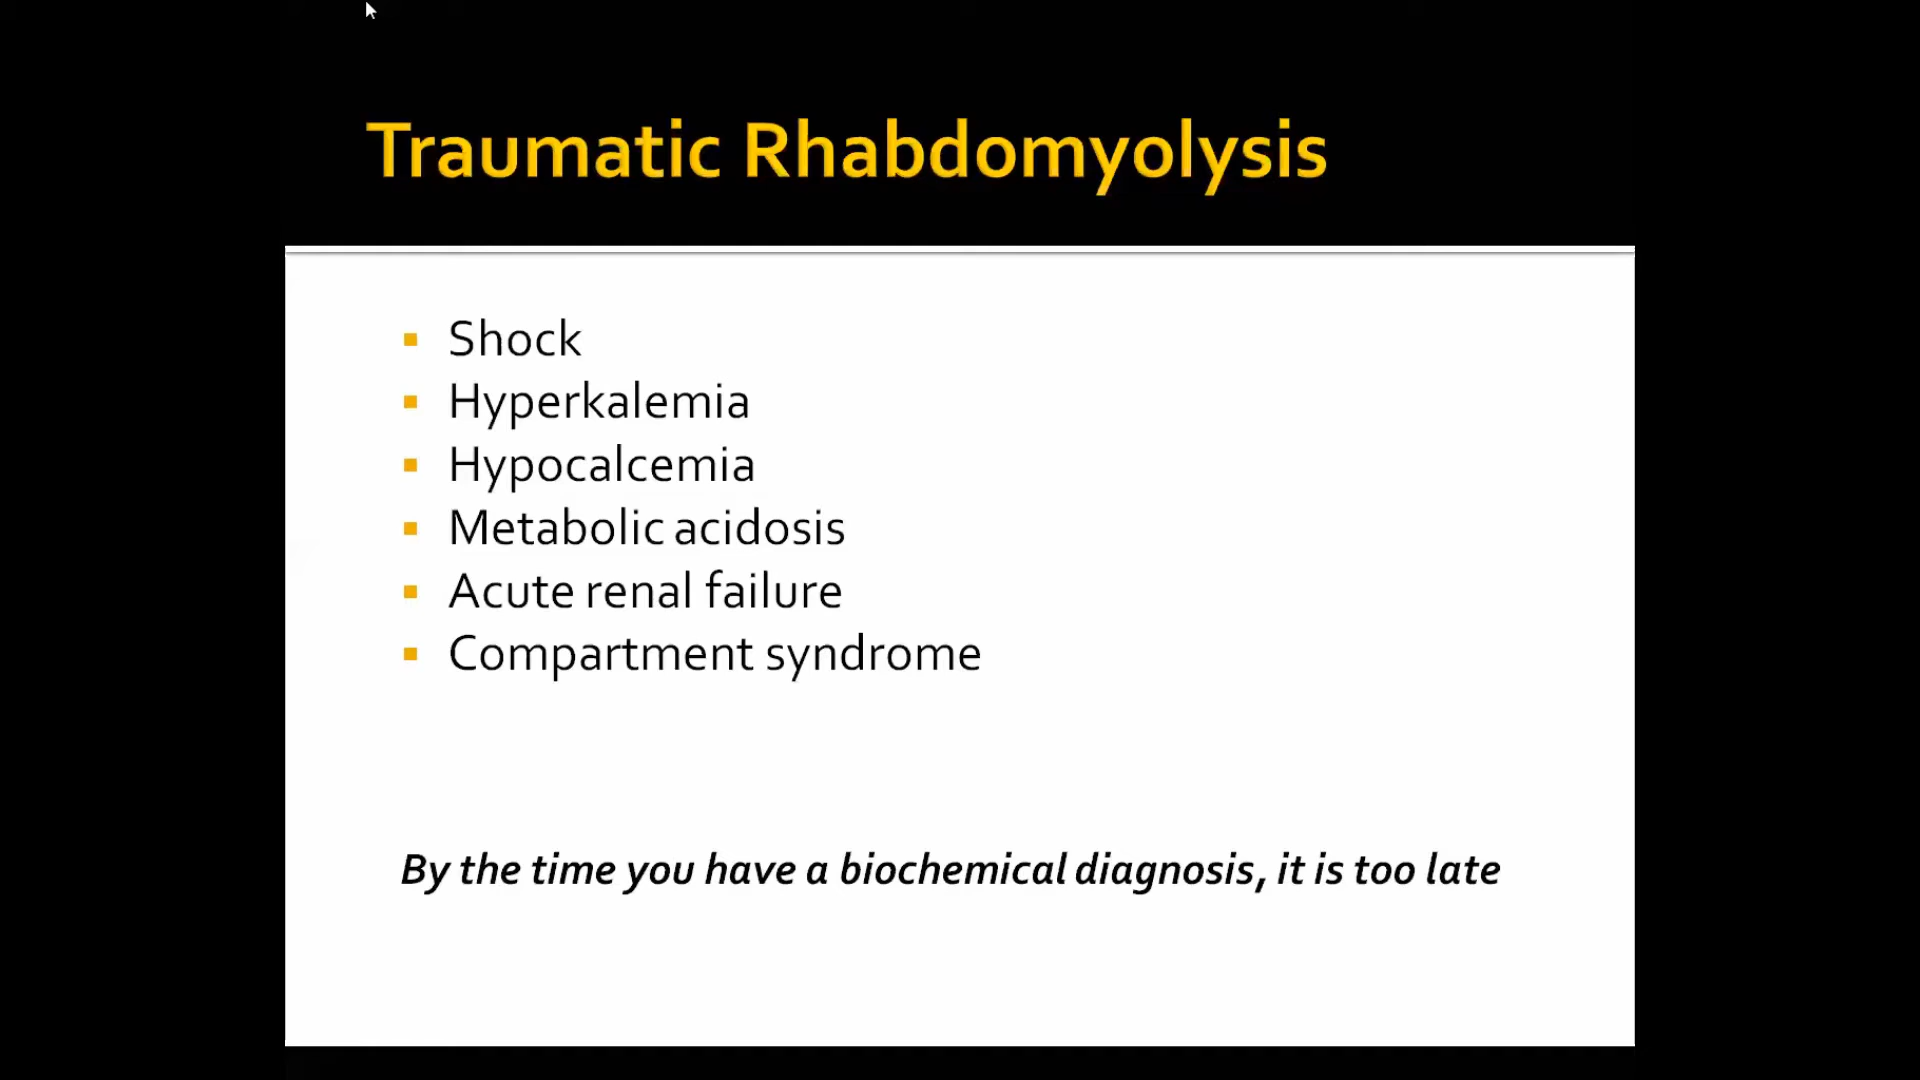 Traumatic Rhabdomyolysis
Shock
Hyperkalemia
Hypocalcemia
Metabolic acidosis
Acute renal failure
Compartment syndrome
By the time you have a biochemical diagnosis, it is too late